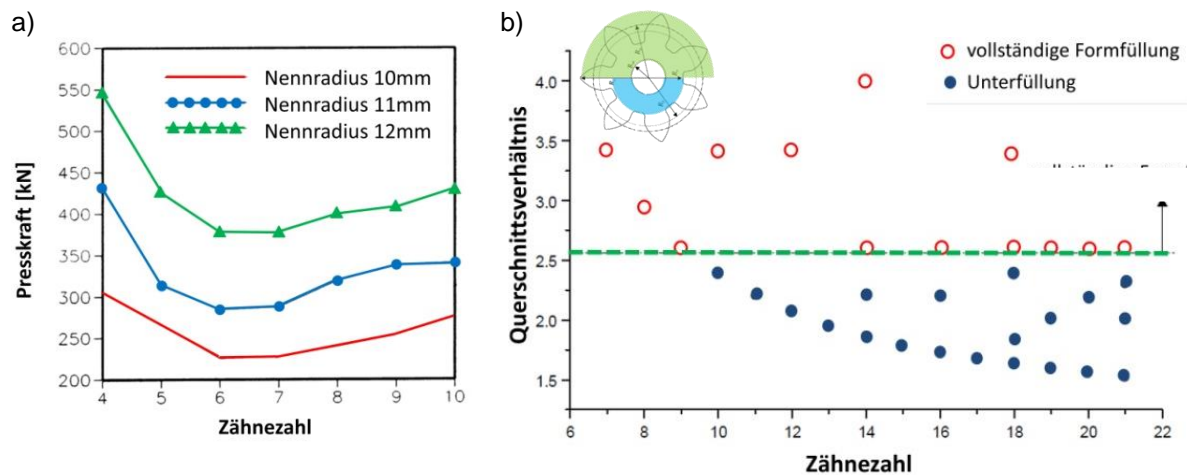 a)
600
550
500
450
400
350
300
250
200
Presskraft [kN]
Nennradius 10mm
Nennradius 11mm
Nennradius 12mm
4 5 6 7 8 9 10
Zähnezahl
b)
4.0
3.5
3.0
2.5
2.0
1.5
Querschnittsverhältnis
vollständige Formfüllung
Unterfüllung
6 8 10 12 14 16 18 20 22
Zähnezahl